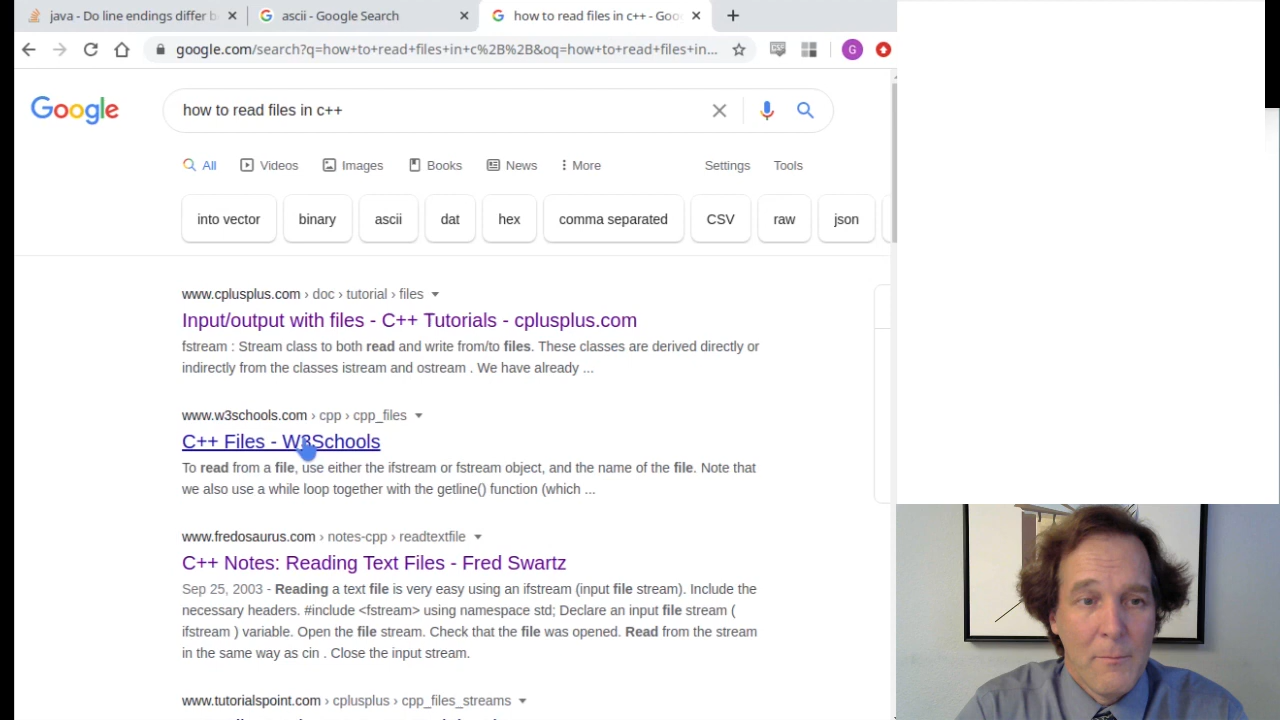 java - Do line endings differ b
ascii - Google Search
how to read files in c++ - Goo
google.com/search?q=how+to+read+files+in+c%2B%2B&oq=how+to+read+files+in...
G
Google
how to read files in c++
All
Videos
Images
Books
News
More
Settings
Tools
into vector
binary
ascii
dat
hex
comma separated
CSV
raw
json
www.cplusplus.com › doc › tutorial › files
Input/output with files - C++ Tutorials - cplusplus.com
fstream : Stream class to both read and write from/to files. These classes are derived directly or
indirectly from the classes istream and ostream . We have already ...
www.w3schools.com › cpp › cpp_files
C++ Files - W3Schools
To read from a file, use either the ifstream or fstream object, and the name of the file. Note that
we also use a while loop together with the getline() function (which ...
www.fredosaurus.com › notes-cpp › readtextfile
C++ Notes: Reading Text Files - Fred Swartz
Sep 25, 2003 - Reading a text file is very easy using an ifstream (input file stream). Include the
necessary headers. #include <fstream> using namespace std; Declare an input file stream (
ifstream ) variable. Open the file stream. Check that the file was opened. Read from the stream
in the same way as cin . Close the input stream.
www.tutorialspoint.com › cplusplus › cpp_files_streams